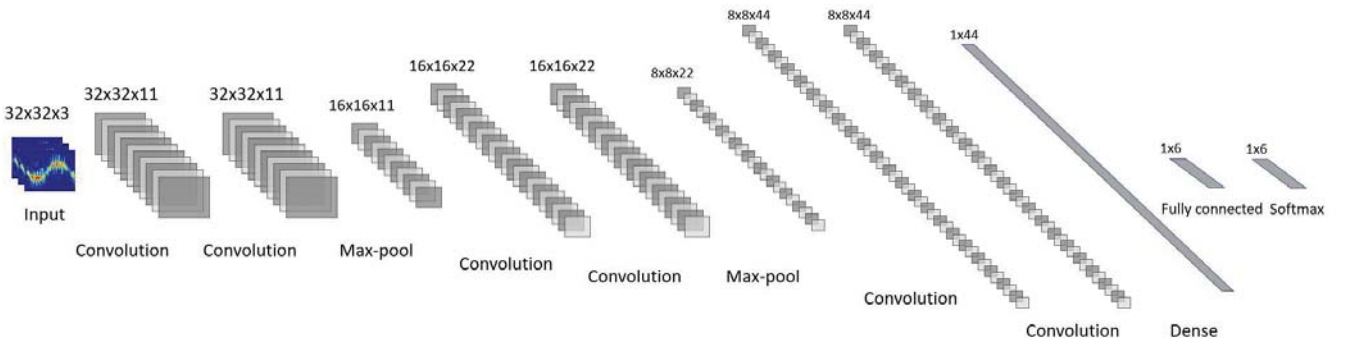 32x32x3
Input
32x32x11
Convolution
32x32x11
Convolution
16x16x11
Max-pool
16x16x22
Convolution
16x16x22
Convolution
8x8x22
Max-pool
8x8x44
Convolution
8x8x44
Convolution
1x44
Dense
1x6
Fully connected
1x6
Softmax